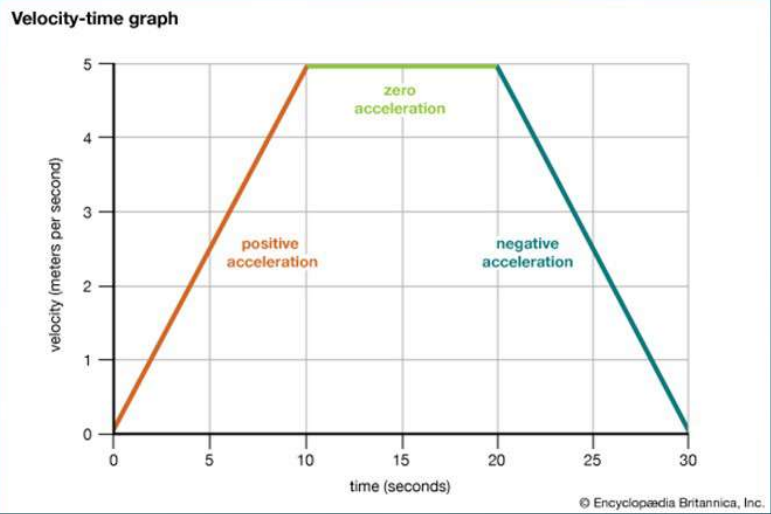 Velocity-time graph
5
zero
acceleration
4
velocity (meters per second)
3
positive
acceleration
negative
acceleration
2
1
0
0 5 10 15 20 25 30
time (seconds)
© Encyclopædia Britannica, Inc.